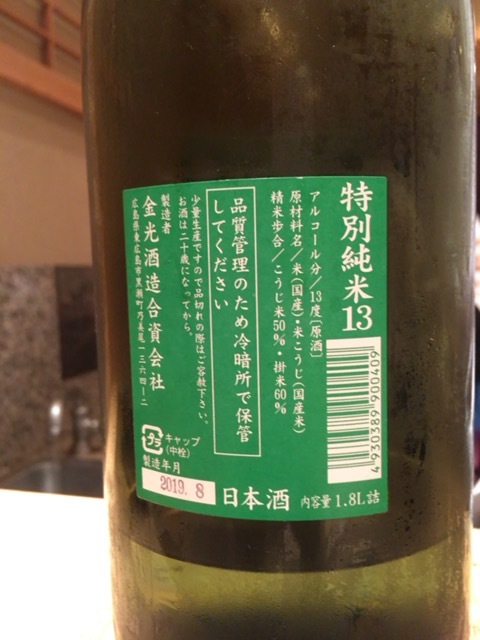 特別純米13
4 930389 900409
アルコール分／13度［原酒］
原材料名／米（国産）・米こうじ（国産米）
精米歩合／こうじ米50％・掛米60％
品質管理のため冷暗所で保管
してください
少量生産ですので品切れの際はご容赦下さい。
お酒は二十歳になってから。
製造者
金光酒造合資会社
広島県東広島市黒瀬町乃美尾一三六四ー二
プラ
キャップ
（中栓）
製造年月
2019. 8
日本酒
内容量1.8L詰